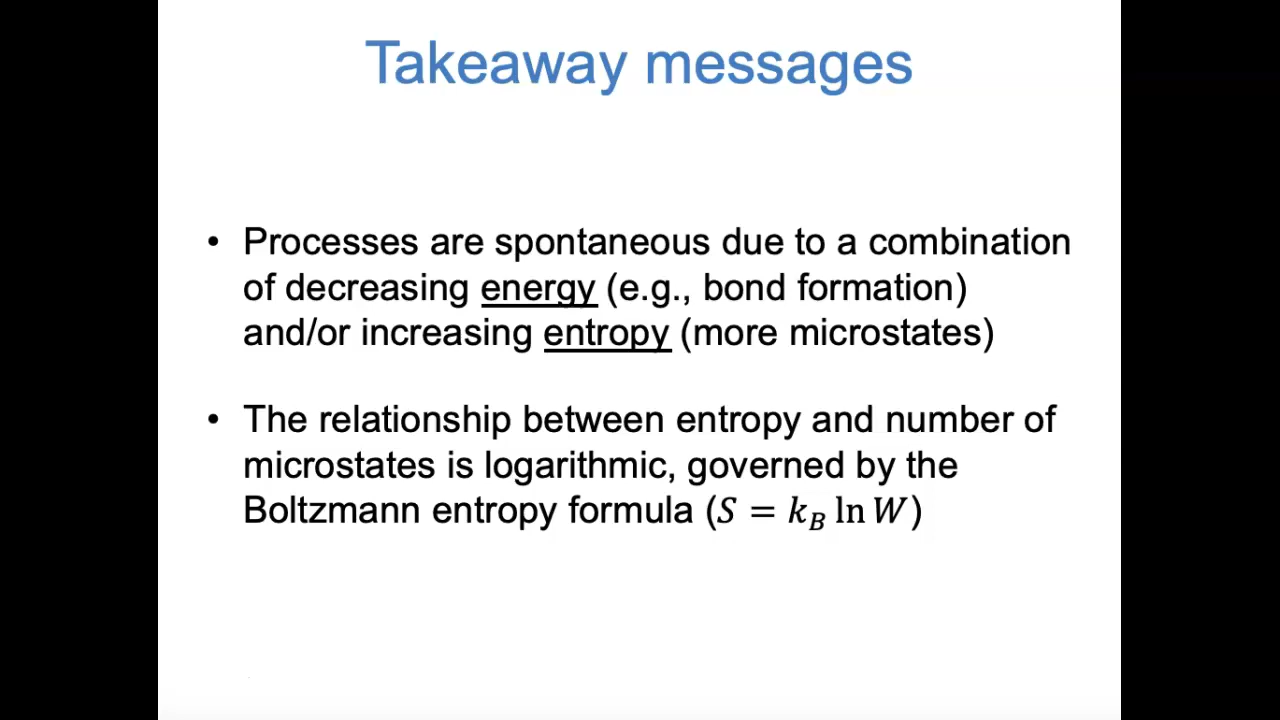 Takeaway messages
• Processes are spontaneous due to a combination
of decreasing energy (e.g., bond formation)
and/or increasing entropy (more microstates)
• The relationship between entropy and number of
microstates is logarithmic, governed by the
Boltzmann entropy formula (S = k_B ln W)